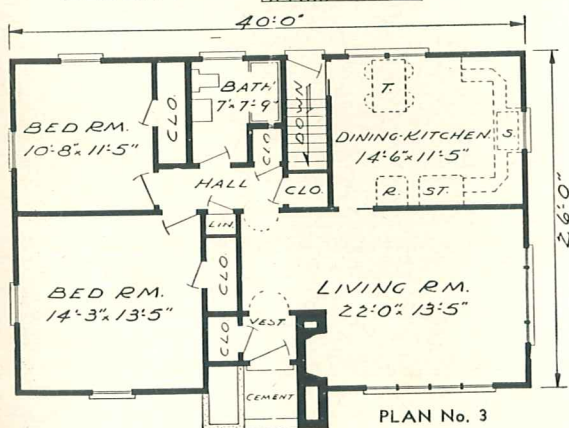 40'-0"
BED RM.
10'-8" x 11'-5"
CLO.
BATH
7' x 7'-9"
CLO.
DOWN
T.
DINING-KITCHEN
14'-6" x 11'-5"
S.
R.
ST.
HALL
CLO.
LIN.
26'-0"
BED RM.
14'-3" x 13'-5"
CLO.
LIVING RM.
22'-0" x 13'-5"
CLO
VEST
CEMENT
PLAN No. 3